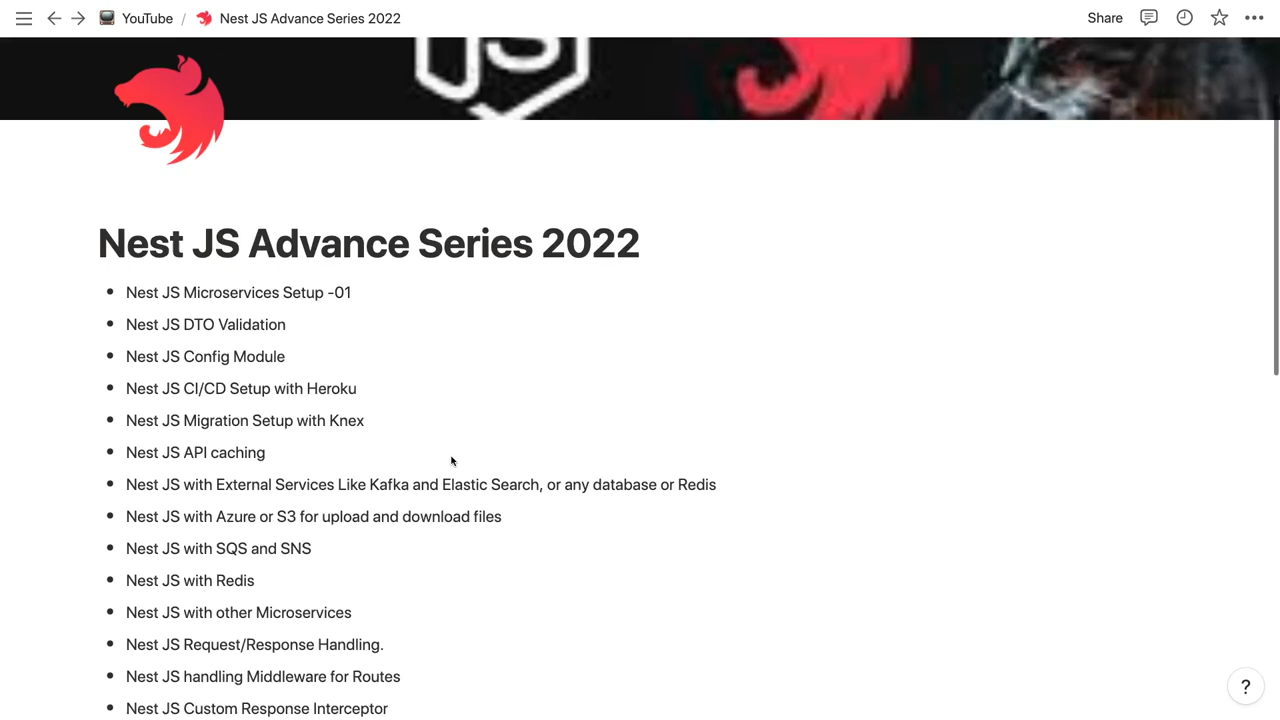 YouTube / Nest JS Advance Series 2022 Share
JS
Nest JS Advance Series 2022
Nest JS Microservices Setup -01
Nest JS DTO Validation
Nest JS Config Module
Nest JS CI/CD Setup with Heroku
Nest JS Migration Setup with Knex
Nest JS API caching
Nest JS with External Services Like Kafka and Elastic Search, or any database or Redis
Nest JS with Azure or S3 for upload and download files
Nest JS with SQS and SNS
Nest JS with Redis
Nest JS with other Microservices
Nest JS Request/Response Handling.
Nest JS handling Middleware for Routes
Nest JS Custom Response Interceptor
?